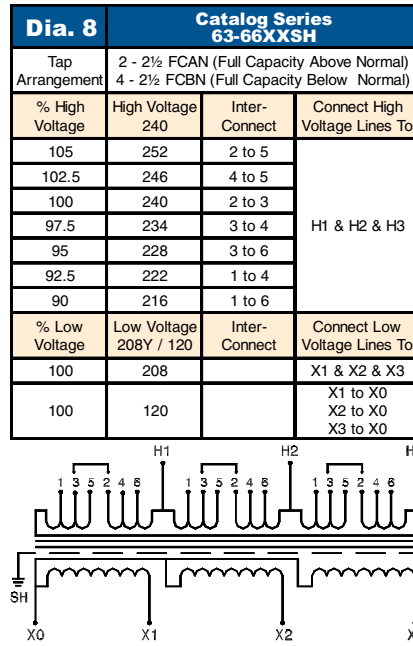 Dia. 8
Catalog Series
63-66XXSH
Tap
Arrangement
2 - 2½ FCAN (Full Capacity Above Normal)
4 - 2½ FCBN (Full Capacity Below Normal)
% High
Voltage
High Voltage
240
Inter-
Connect
Connect High
Voltage Lines To
105 252 2 to 5
102.5 246 4 to 5
100 240 2 to 3
97.5 234 3 to 4
H1 & H2 & H3
95 228 3 to 6
92.5 222 1 to 4
90 216 1 to 6
% Low
Voltage
Low Voltage
208Y / 120
Inter-
Connect
Connect Low
Voltage Lines To
100 208 X1 & X2 & X3
100 120
X1 to X0
X2 to X0
X3 to X0
H1 H2 H
1 3 5 2 4 6 1 3 5 2 4 6 1 3 5 2 4 6
SH
X0 X1 X2